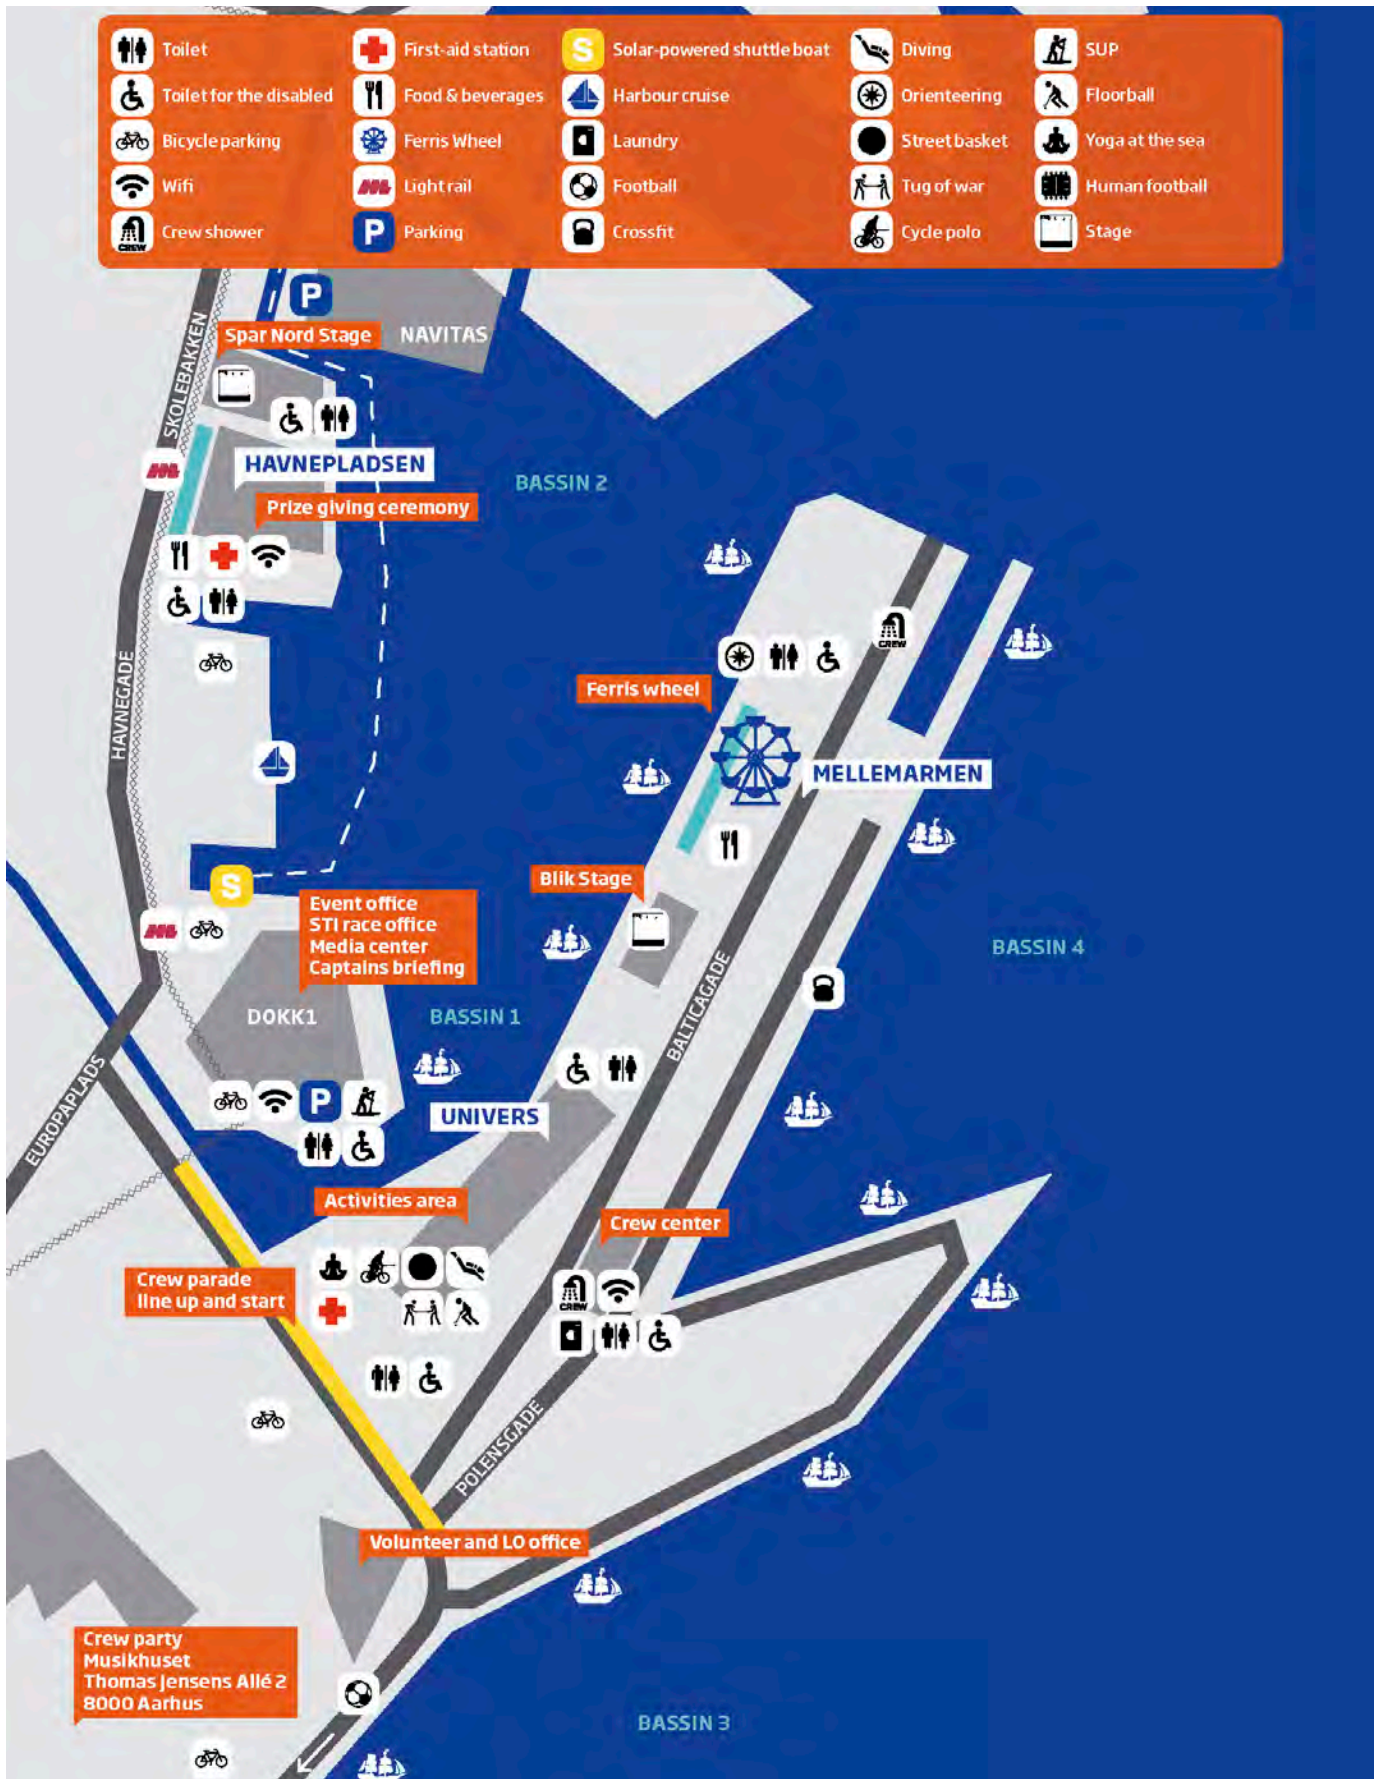 Toilet
Toilet for the disabled
Bicycle parking
Wifi
CREW
Crew shower
First-aid station
Food & beverages
Ferris Wheel
Light rail
P
Parking
S
Solar-powered shuttle boat
Harbour cruise
Laundry
Football
Crossfit
Diving
Orienteering
Street basket
Tug of war
Cycle polo
SUP
Floorball
Yoga at the sea
Human football
Stage
P
Spar Nord Stage
NAVITAS
SKOLEBAKKEN
HAVNEPLADSEN
Prize giving ceremony
BASSIN 2
HAVNEGADE
CREW
Ferris wheel
MELLEMARMEN
Blik Stage
S
Event office
STI race office
Media center
Captains briefing
DOKK1
BASSIN 1
BASSIN 4
BALTICAGADE
EUROPAPLADS
P
UNIVERS
Activities area
Crew center
Crew parade
line up and start
CREW
POLENSGADE
Volunteer and LO office
Crew party
Musikhuset
Thomas Jensens Allé 2
8000 Aarhus
BASSIN 3